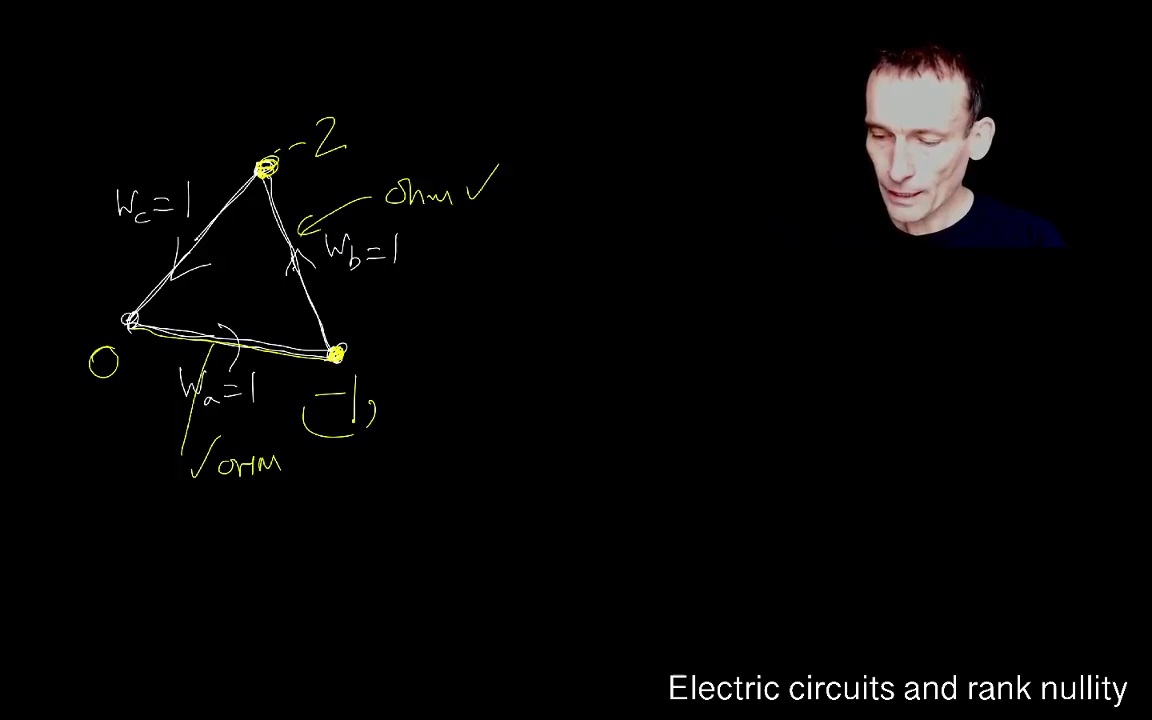 -2
ohm ✓
W_c=1
W_b=1
0
W_a=1
-1,
✓ ohm
Electric circuits and rank nullity